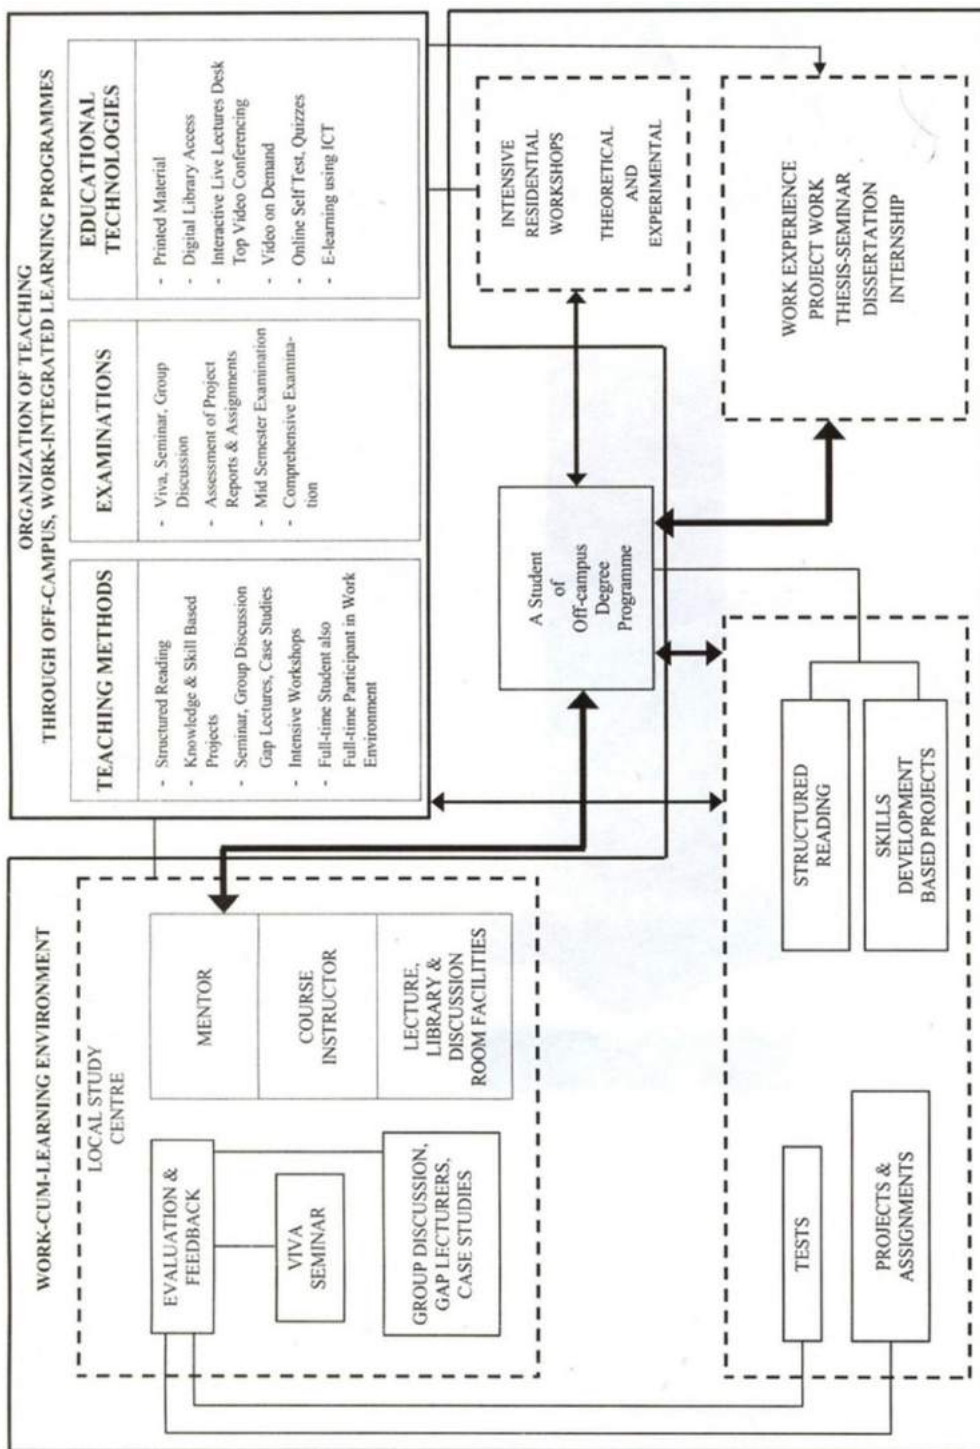 ORGANIZATION OF TEACHING
THROUGH OFF-CAMPUS, WORK-INTEGRATED LEARNING PROGRAMMES
TEACHING METHODS
- Structured Reading
- Knowledge & Skill Based
Projects
- Seminar, Group Discussion
Gap Lectures, Case Studies
- Intensive Workshops
- Full-time Student also
Full-time Participant in Work
Environment
EXAMINATIONS
- Viva, Seminar, Group
Discussion
- Assessment of Project
Reports & Assignments
- Mid Semester Examination
- Comprehensive Examina-
tion
EDUCATIONAL
TECHNOLOGIES
- Printed Material
- Digital Library Access
- Interactive Live Lectures Desk
Top Video Conferencing
- Video on Demand
- Online Self Test, Quizzes
- E-learning using ICT
WORK-CUM-LEARNING ENVIRONMENT
LOCAL STUDY
CENTRE
EVALUATION &
FEEDBACK
VIVA
SEMINAR
GROUP DISCUSSION,
GAP LECTURERS,
CASE STUDIES
MENTOR
COURSE
INSTRUCTOR
LECTURE,
LIBRARY &
DISCUSSION
ROOM FACILITIES
A Student
of
Off-campus
Degree
Programme
INTENSIVE
RESIDENTIAL
WORKSHOPS
THEORETICAL
AND
EXPERIMENTAL
TESTS
PROJECTS &
ASSIGNMENTS
STRUCTURED
READING
SKILLS
DEVELOPMENT
BASED PROJECTS
WORK EXPERIENCE
PROJECT WORK
THESIS-SEMINAR
DISSERTATION
INTERNSHIP